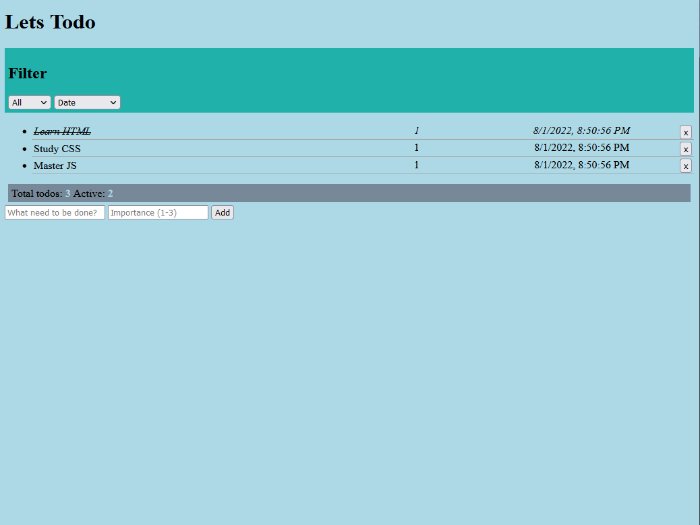 Lets Todo
Filter
All Date
Learn HTML 1 8/1/2022, 8:50:56 PM x
Study CSS 1 8/1/2022, 8:50:56 PM x
Master JS 1 8/1/2022, 8:50:56 PM x
Total todos: 3 Active: 2
What need to be done? Importance (1-3) Add